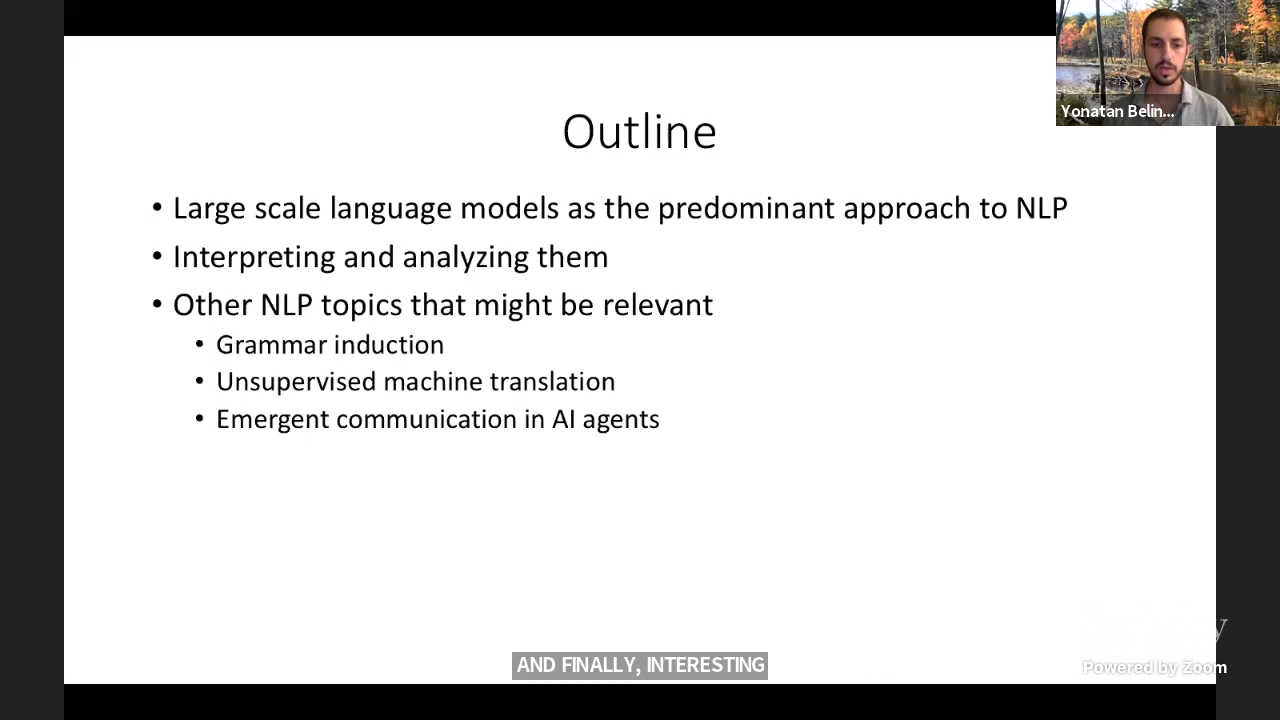 Yonatan Belin...
Outline
• Large scale language models as the predominant approach to NLP
• Interpreting and analyzing them
• Other NLP topics that might be relevant
• Grammar induction
• Unsupervised machine translation
• Emergent communication in AI agents
AND FINALLY, INTERESTING
Powered by Zoom